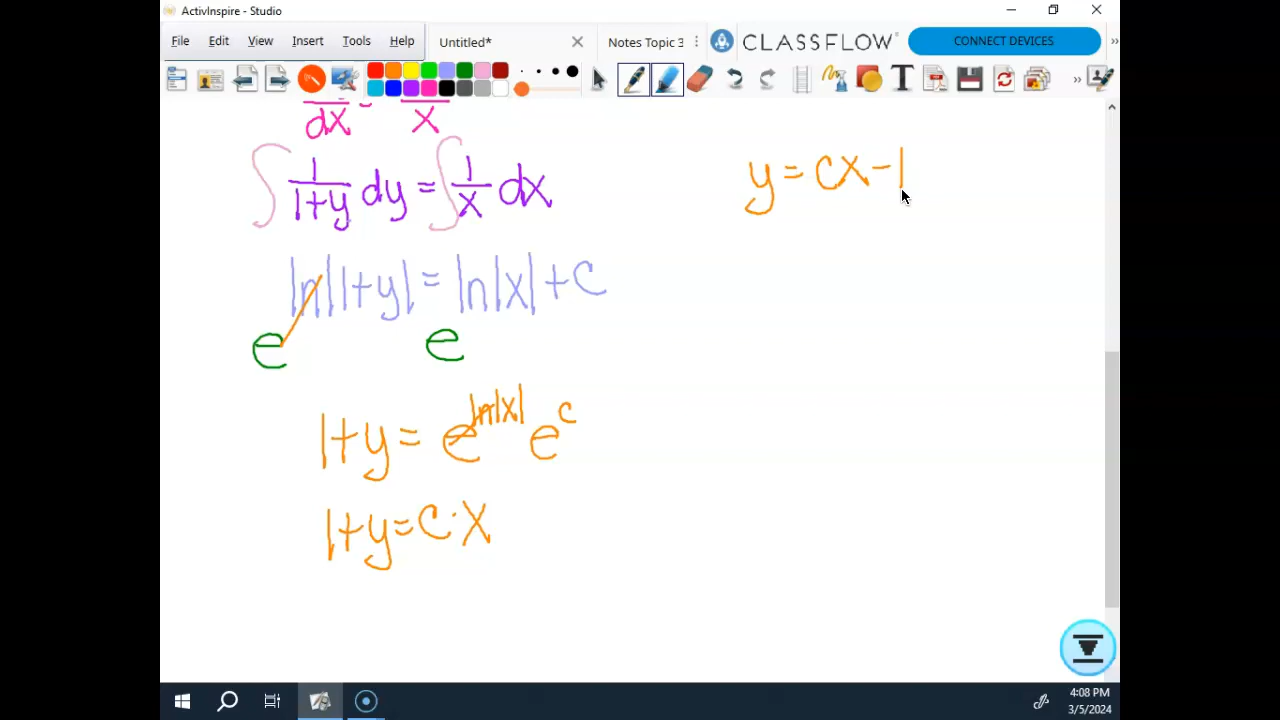 ActivInspire - Studio
File Edit View Insert Tools Help Untitled* Notes Topic 3 CLASSFLOW CONNECT DEVICES
dx = x
∫ 1/(1+y) dy = ∫ 1/x dx
ln|1+y| = ln|x| + C
e e
1+y = e^{ln|x|} e^c
1+y = C·X
y = CX-1
4:08 PM
3/5/2024